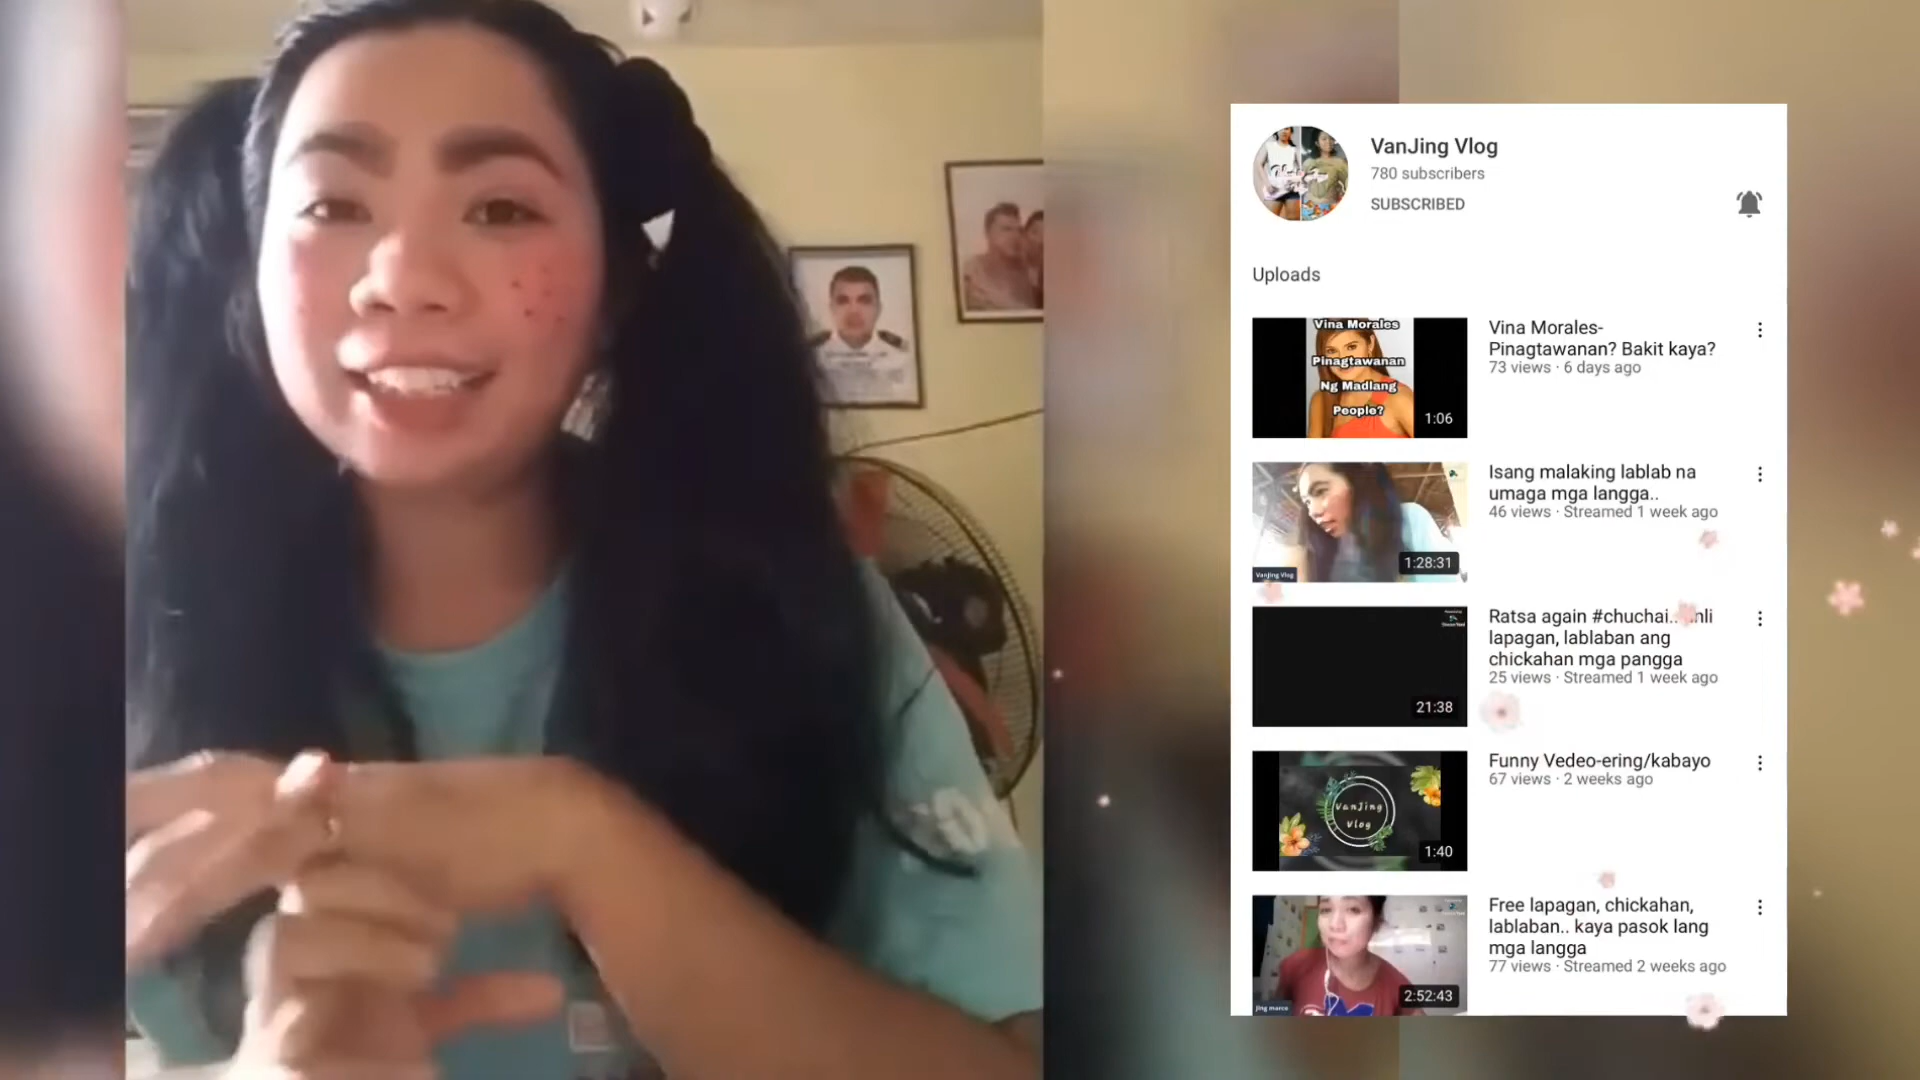 VanJing Vlog
780 subscribers
SUBSCRIBED
Uploads
Vina Morales
Pinagtawanan
Ng Madlang
People?
1:06
Vina Morales-
Pinagtawanan? Bakit kaya?
73 views · 6 days ago
VanJing Vlog
1:28:31
Isang malaking lablab na
umaga mga langga..
46 views · Streamed 1 week ago
21:38
Ratsa again #chuchai..
lapagan, lablaban ang
chickahan mga pangga
25 views · Streamed 1 week ago
VanJing
Vlog
1:40
Funny Vedeo-ering/kabayo
67 views · 2 weeks ago
jing marco
2:52:43
Free lapagan, chickahan,
lablaban.. kaya pasok lang
mga langga
77 views · Streamed 2 weeks ago